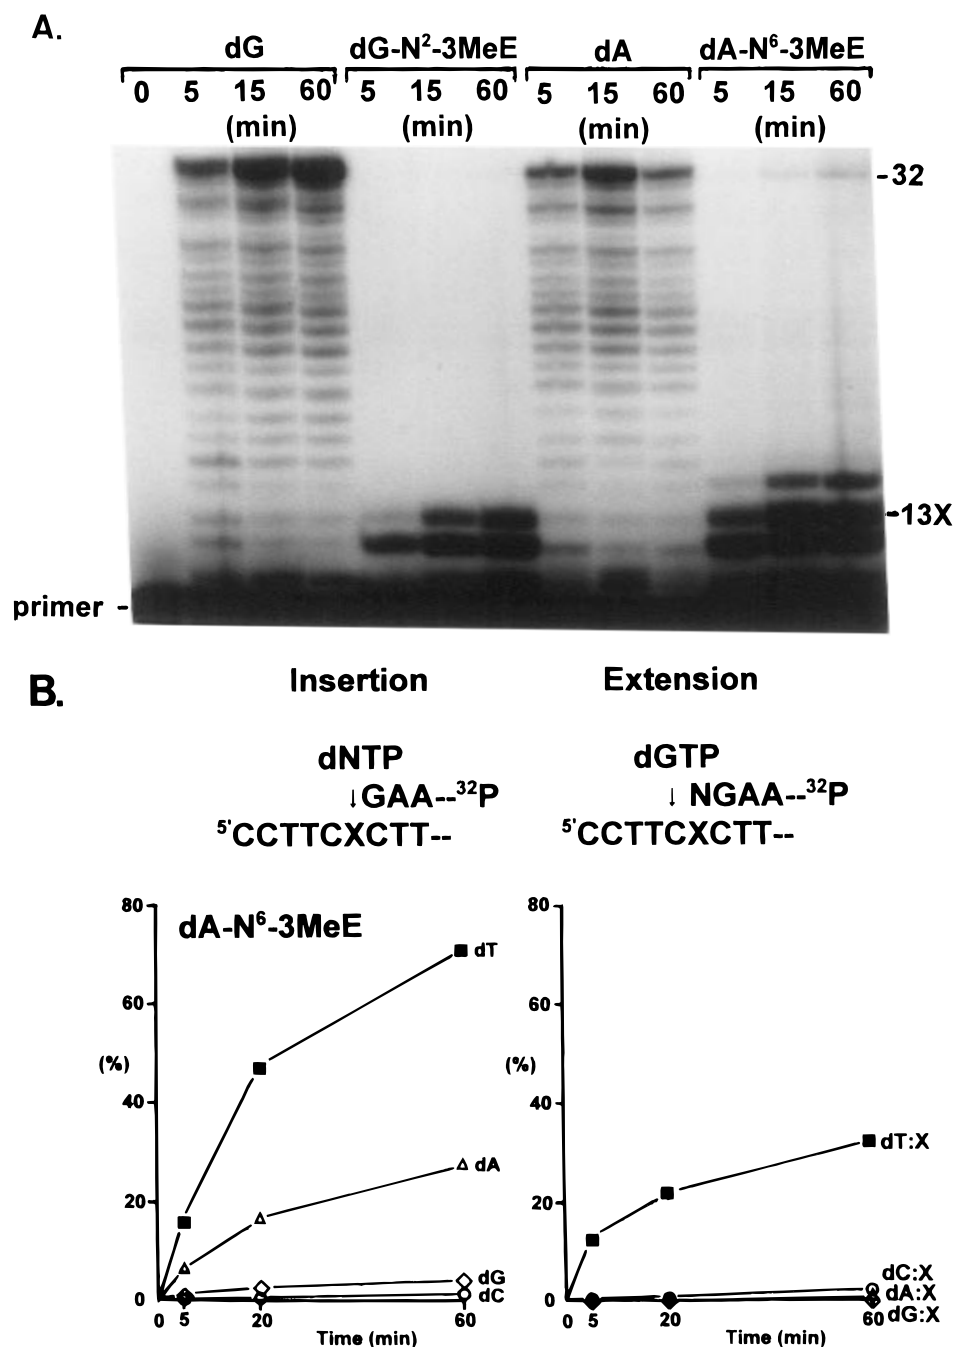 A.
dG dG-N²-3MeE dA dA-N⁶-3MeE
0 5 15 60 5 15 60 5 15 60 5 15 60
(min) (min) (min) (min)
-32
-13X
primer -
B.
Insertion Extension
dNTP dGTP
↓GAA--³²P ↓ NGAA--³²P
⁵'CCTTCXCTT-- ⁵'CCTTCXCTT--
80
dA-N⁶-3MeE
dT
60
(%)
40
dA
20
dG
dC
0
0 5 20 60
Time (min)
80
60
(%)
40
dT:X
20
dC:X
dA:X
dG:X
0
0 5 20 60
Time (min)